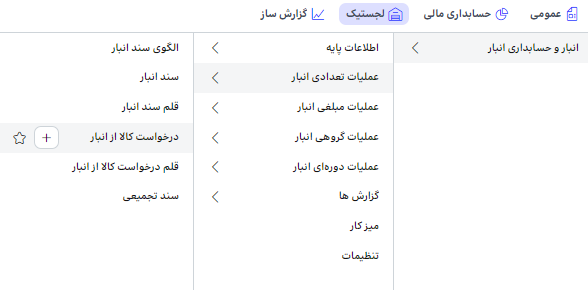 عمومی
حسابداری مالی
لجستیک
گزارش ساز
انبار و حسابداری انبار
اطلاعات پایه
عملیات تعدادی انبار
عملیات مبلغی انبار
عملیات گروهی انبار
عملیات دوره‌ای انبار
گزارش ها
میز کار
تنظیمات
الگوی سند انبار
سند انبار
قلم سند انبار
درخواست کالا از انبار
قلم درخواست کالا از انبار
سند تجمیعی